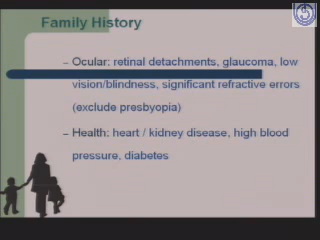 Family History
– Ocular: retinal detachments, glaucoma, low
vision/blindness, significant refractive errors
(exclude presbyopia)
– Health: heart / kidney disease, high blood
pressure, diabetes